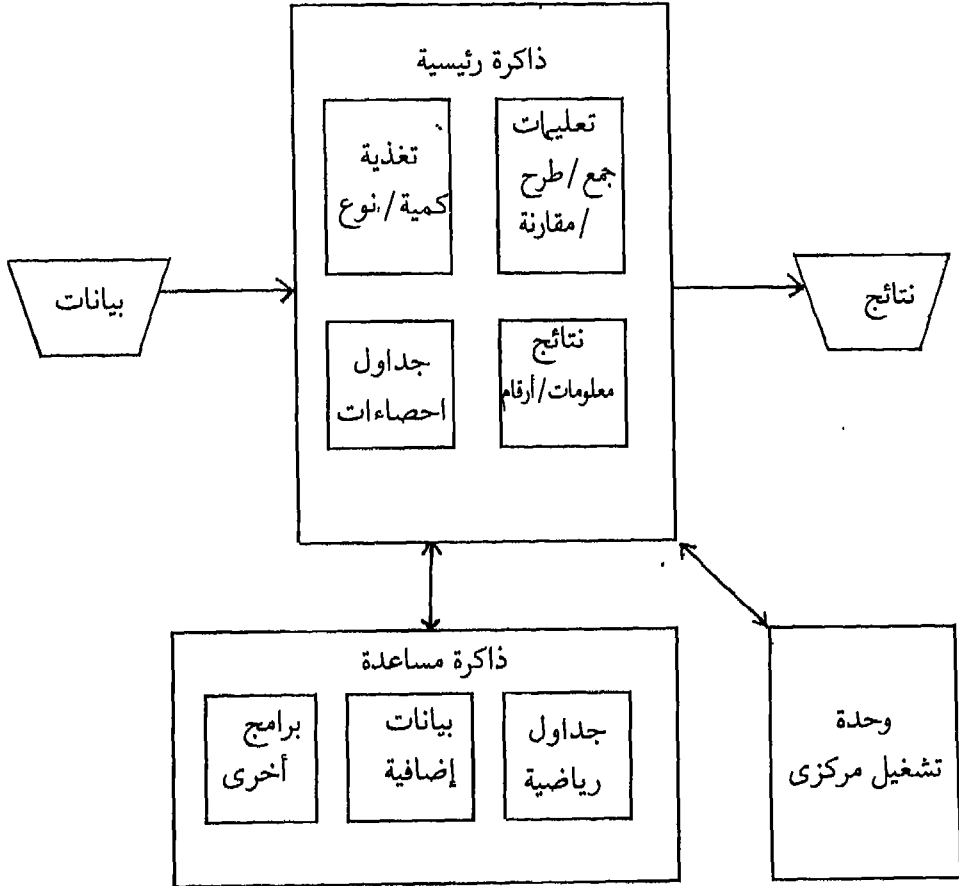 ذاكرة رئيسية
تعليمات
جمع/طرح
/مقارنة
تغذية
كمية/نوع
بيانات
نتائج
نتائج
معلومات/أرقام
جداول
احصاءات
ذاكرة مساعدة
جداول
رياضية
بيانات
إضافية
برامج
أخرى
وحدة
تشغيل مركزى